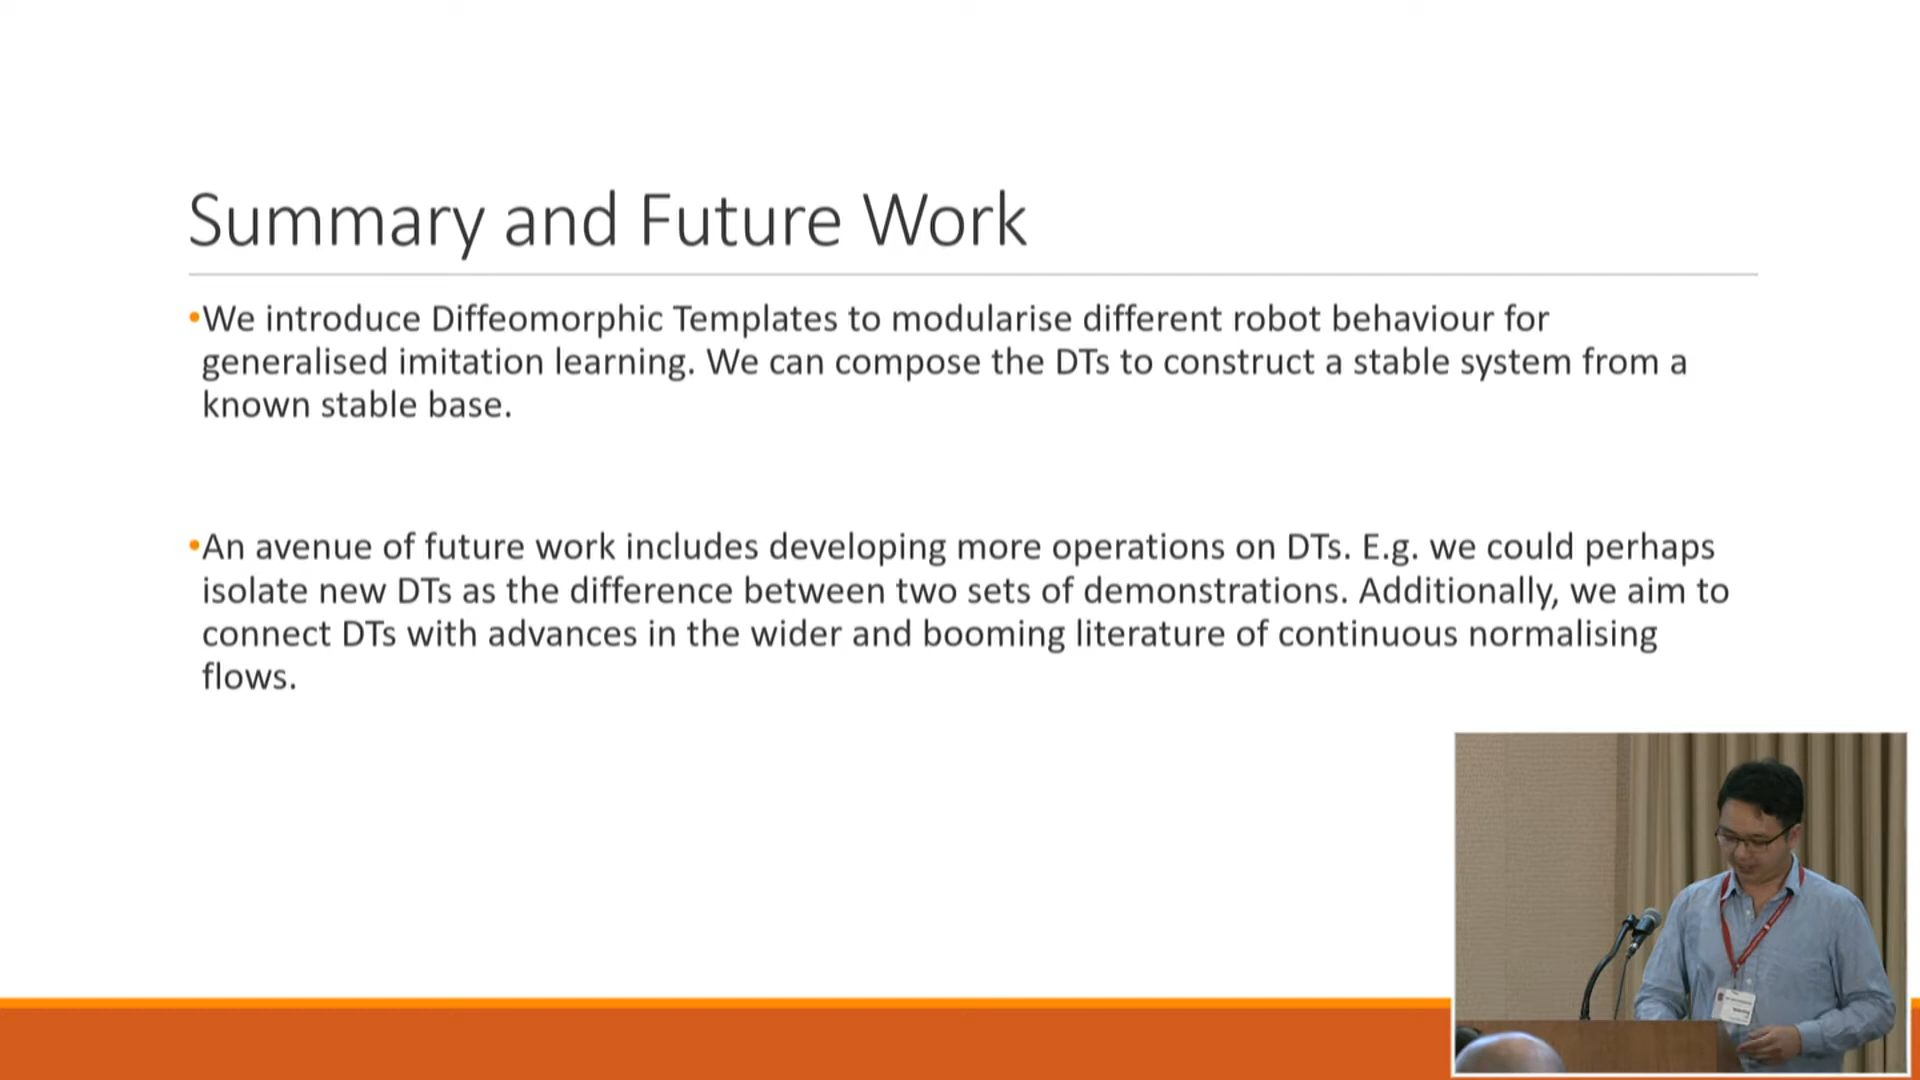 Summary and Future Work
•We introduce Diffeomorphic Templates to modularise different robot behaviour for
generalised imitation learning. We can compose the DTs to construct a stable system from a
known stable base.
•An avenue of future work includes developing more operations on DTs. E.g. we could perhaps
isolate new DTs as the difference between two sets of demonstrations. Additionally, we aim to
connect DTs with advances in the wider and booming literature of continuous normalising
flows.